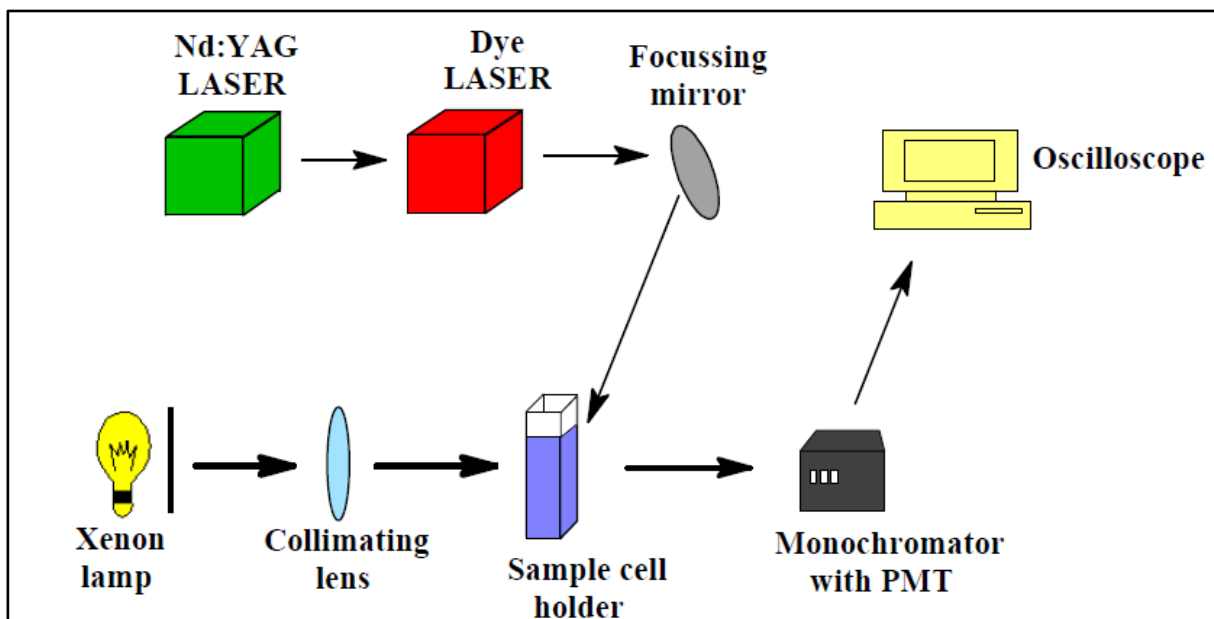 Nd:YAG
LASER
Dye
LASER
Focussing
mirror
Oscilloscope
Xenon
lamp
Collimating
lens
Sample cell
holder
Monochromator
with PMT